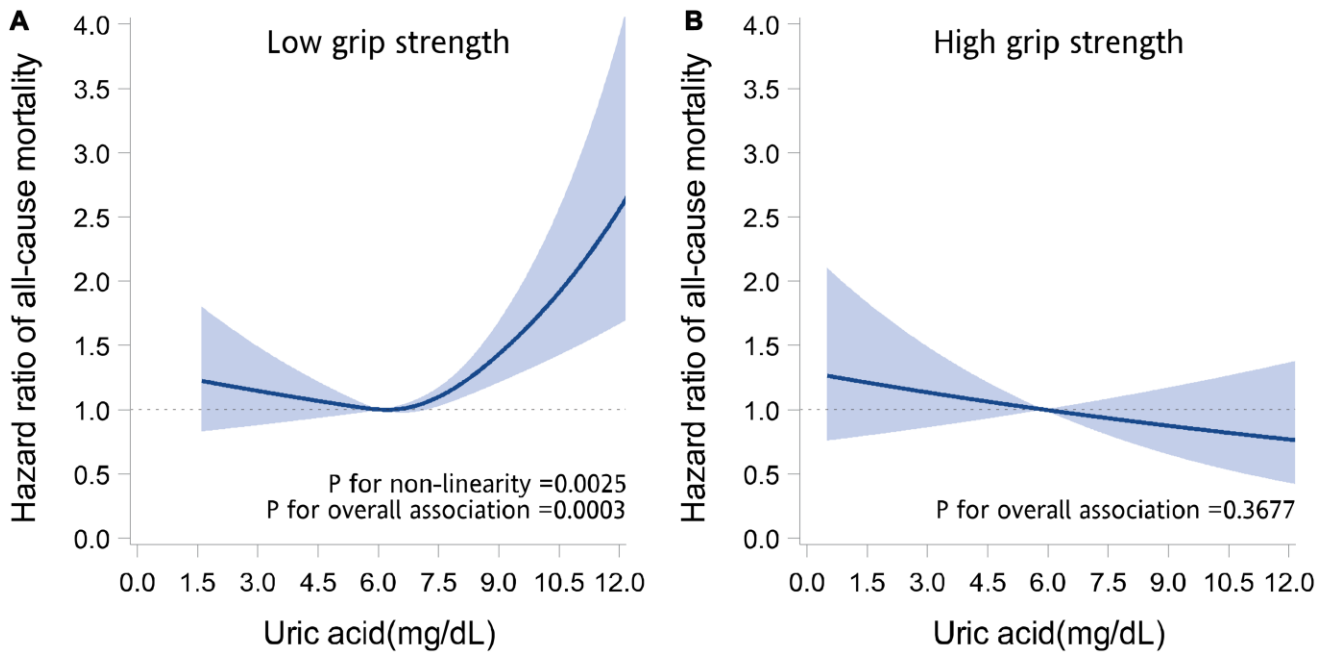 A
Low grip strength
Hazard ratio of all-cause mortality
4.0
3.5
3.0
2.5
2.0
1.5
1.0
0.5
0.0
P for non-linearity =0.0025
P for overall association =0.0003
0.0 1.5 3.0 4.5 6.0 7.5 9.0 10.5 12.0
Uric acid(mg/dL)
B
High grip strength
Hazard ratio of all-cause mortality
4.0
3.5
3.0
2.5
2.0
1.5
1.0
0.5
0.0
P for overall association =0.3677
0.0 1.5 3.0 4.5 6.0 7.5 9.0 10.5 12.0
Uric acid(mg/dL)